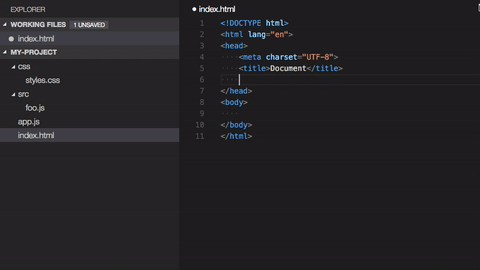 EXPLORER
WORKING FILES 1 UNSAVED
index.html
MY-PROJECT
css
styles.css
src
foo.js
app.js
index.html
index.html
1 <!DOCTYPE html>
2 <html lang="en">
3 <head>
4 <meta charset="UTF-8">
5 <title>Document</title>
6
7 </head>
8 <body>
9
10 </body>
11 </html>